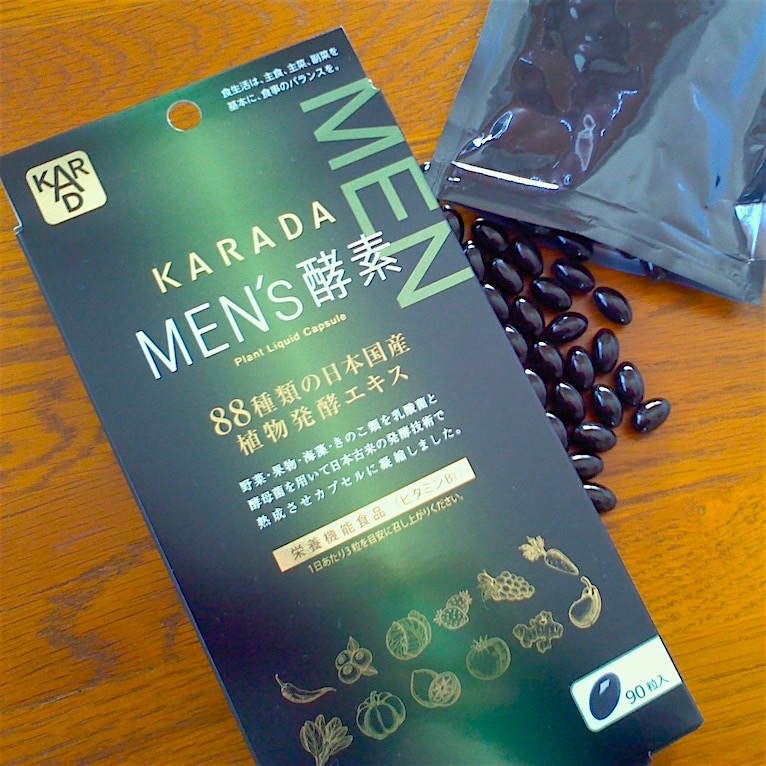 食生活は、主食、主菜、副菜を
基本に、食事のバランスを。
MEN
KARAD
KARADA
MEN'S酵素
Plant Liquid Capsule
88種類の日本国産
植物発酵エキス
野菜・果物・海藻・きのこ類を乳酸菌と
酵母菌を用いて日本古来の発酵技術で
熟成させカプセルに凝縮しました。
栄養機能食品（ビタミンB1）
1日あたり3粒を目安に召し上がりください。
90粒入